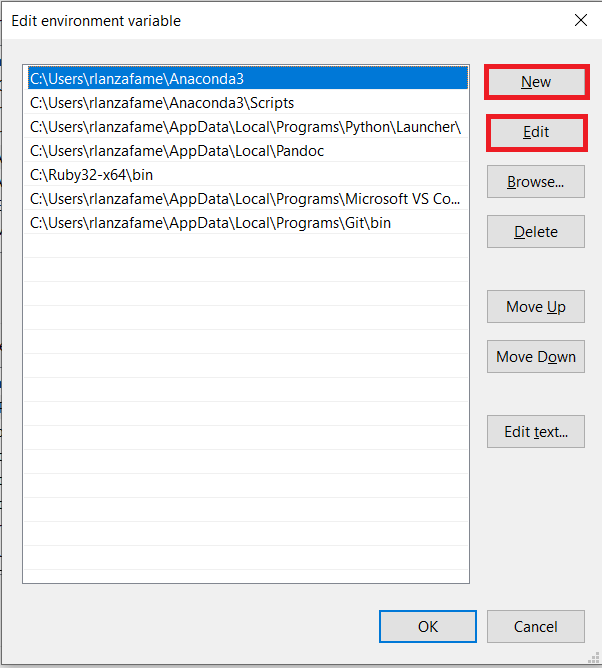 Edit environment variable
C:\Users\rlanzafame\Anaconda3
C:\Users\rlanzafame\Anaconda3\Scripts
C:\Users\rlanzafame\AppData\Local\Programs\Python\Launcher\
C:\Users\rlanzafame\AppData\Local\Pandoc
C:\Ruby32-x64\bin
C:\Users\rlanzafame\AppData\Local\Programs\Microsoft VS Co...
C:\Users\rlanzafame\AppData\Local\Programs\Git\bin
New
Edit
Browse...
Delete
Move Up
Move Down
Edit text...
OK
Cancel